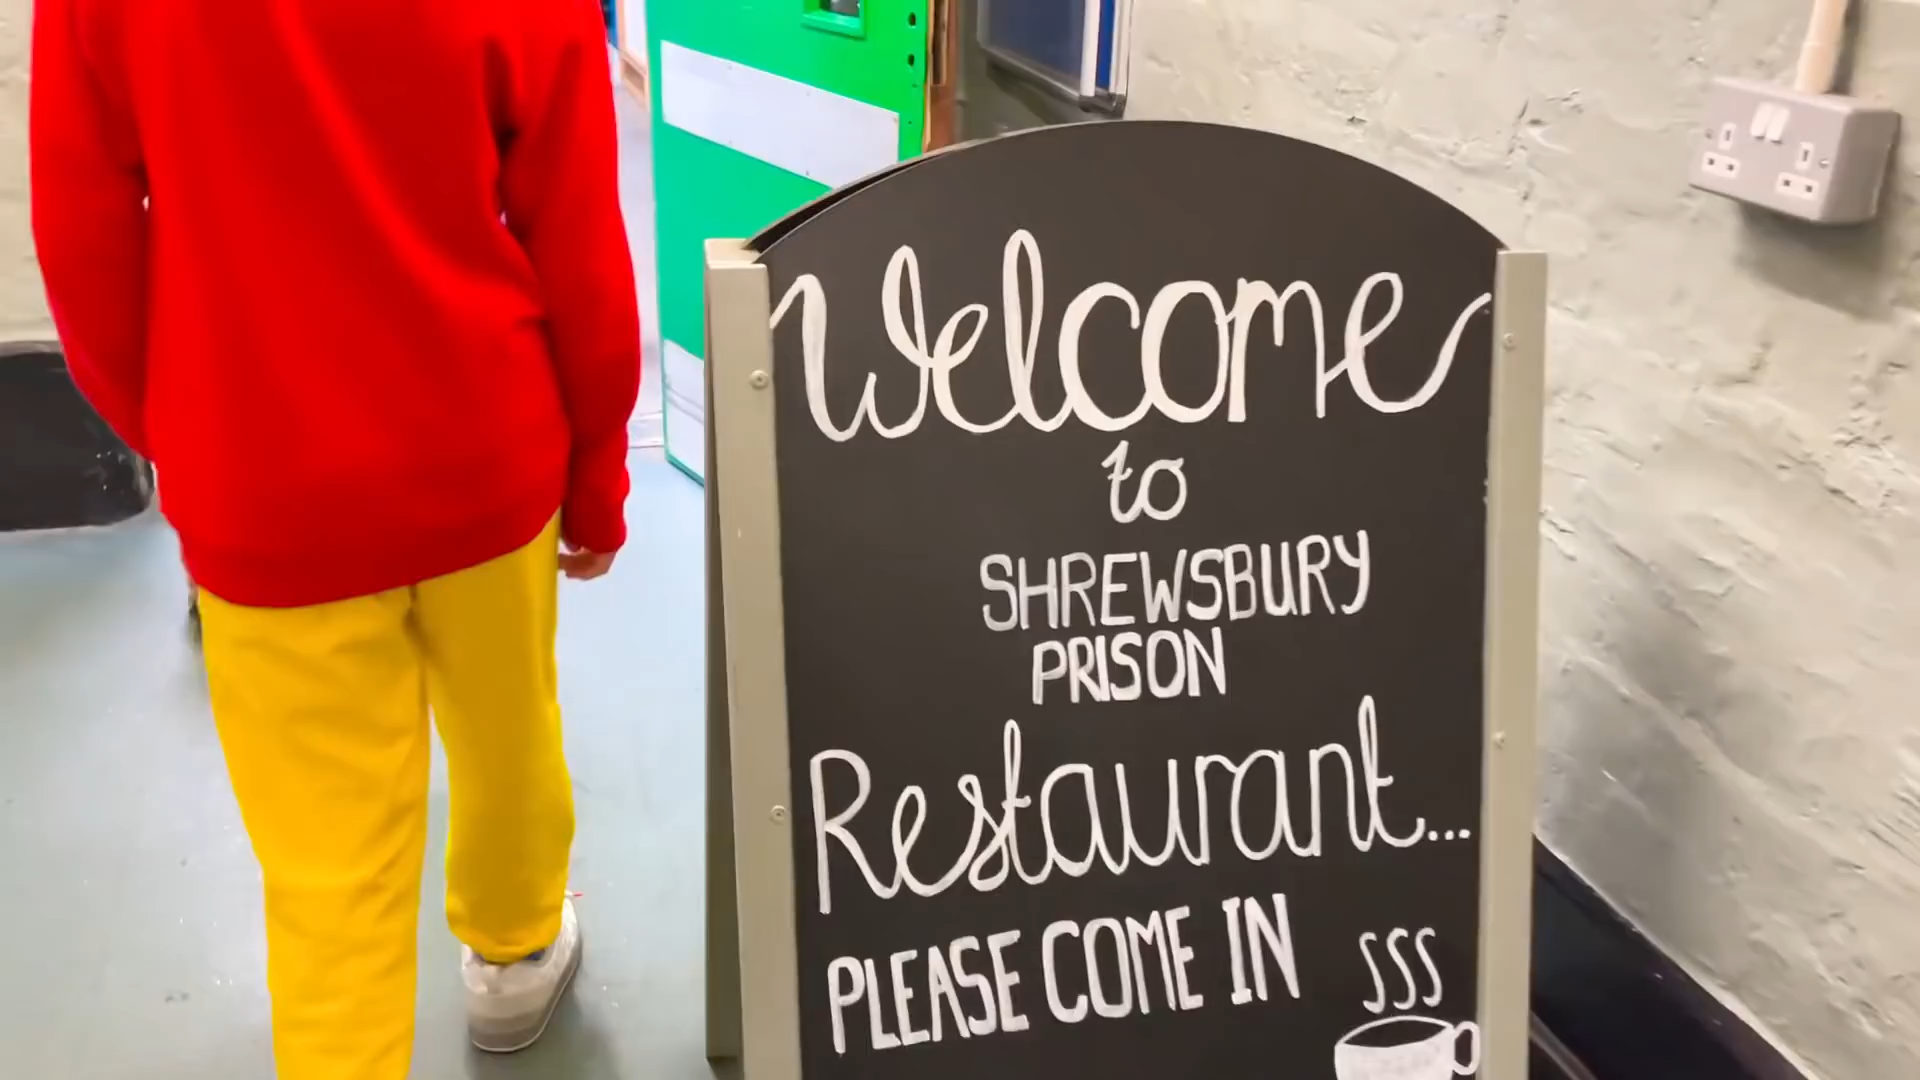 Welcome
to
SHREWSBURY
PRISON
Restaurant...
PLEASE COME IN